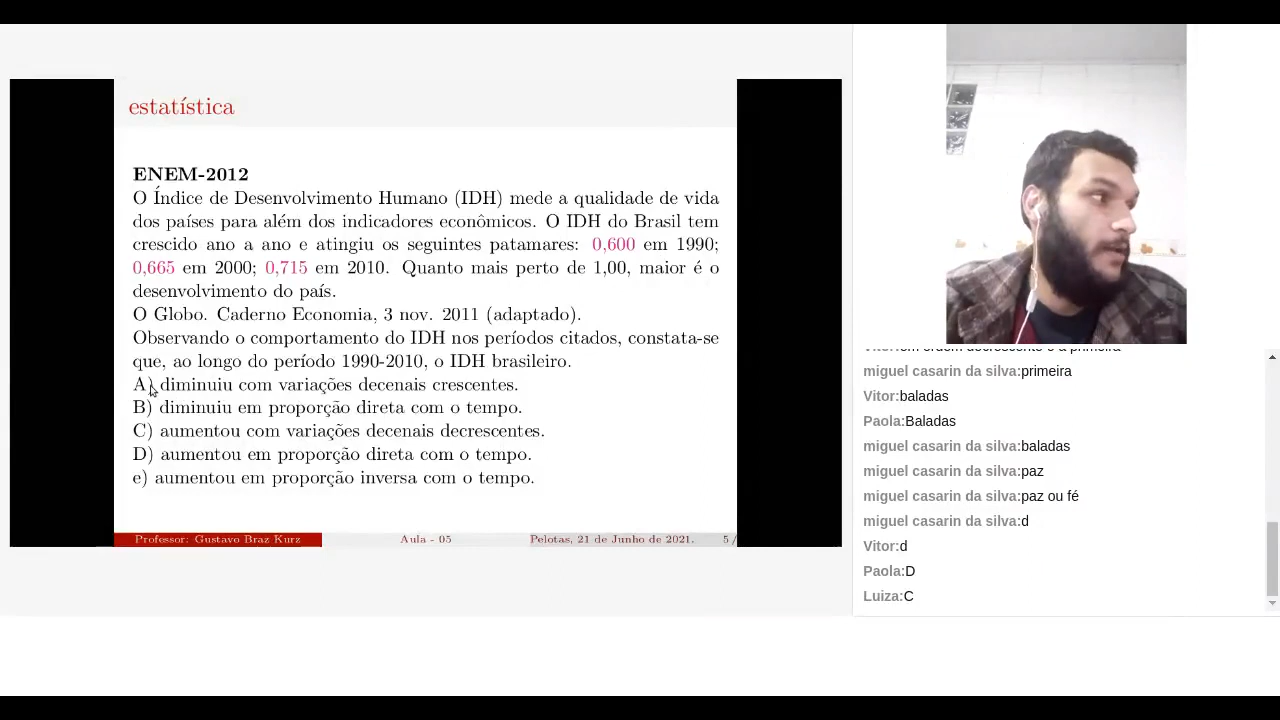 estatística
ENEM-2012
O Índice de Desenvolvimento Humano (IDH) mede a qualidade de vida
dos países para além dos indicadores econômicos. O IDH do Brasil tem
crescido ano a ano e atingiu os seguintes patamares: 0,600 em 1990;
0,665 em 2000; 0,715 em 2010. Quanto mais perto de 1,00, maior é o
desenvolvimento do país.
O Globo. Caderno Economia, 3 nov. 2011 (adaptado).
Observando o comportamento do IDH nos períodos citados, constata-se
que, ao longo do período 1990-2010, o IDH brasileiro.
A) diminuiu com variações decenais crescentes.
B) diminuiu em proporção direta com o tempo.
C) aumentou com variações decenais decrescentes.
D) aumentou em proporção direta com o tempo.
e) aumentou em proporção inversa com o tempo.
Professor: Gustavo Braz Kurz Aula - 05 Pelotas, 21 de Junho de 2021. 5 /
miguel casarin da silva:primeira
Vitor:baladas
Paola:Baladas
miguel casarin da silva:baladas
miguel casarin da silva:paz
miguel casarin da silva:paz ou fé
miguel casarin da silva:d
Vitor:d
Paola:D
Luiza:C